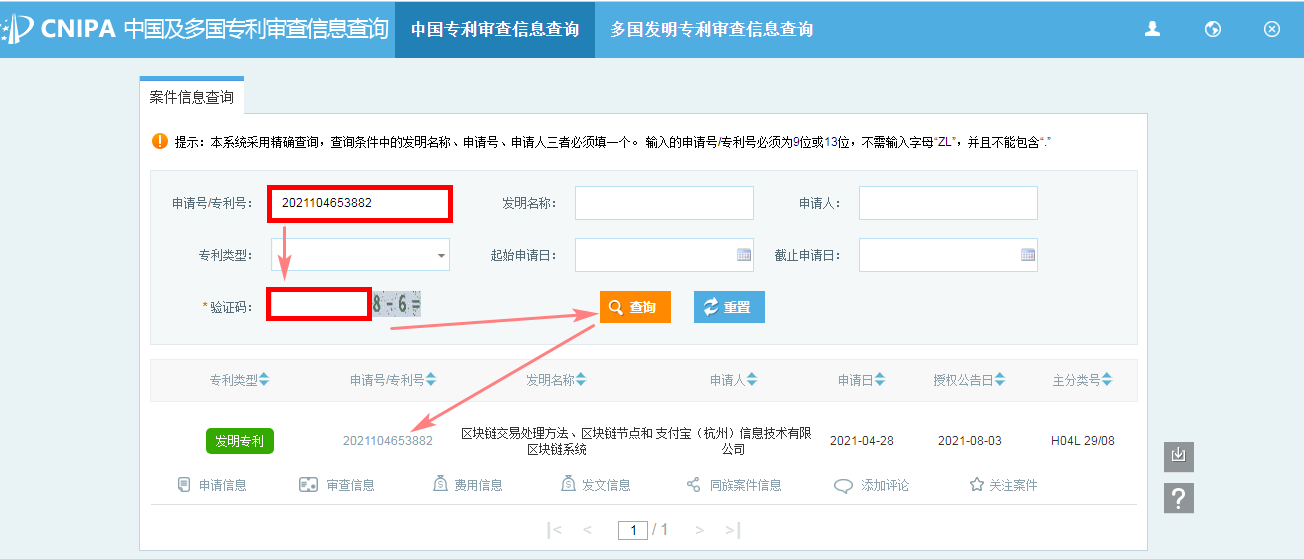 CNIPA 中国及多国专利审查信息查询 中国专利审查信息查询 多国发明专利审查信息查询
案件信息查询
提示：本系统采用精确查询，查询条件中的发明名称、申请号、申请人三者必须填一个。 输入的申请号/专利号必须为9位或13位，不需输入字母“ZL”，并且不能包含“.”
申请号/专利号： 2021104653882 发明名称： 申请人：
专利类型： 起始申请日： 截止申请日：
*验证码： 8-6= 查询 重置
专利类型 申请号/专利号 发明名称 申请人 申请日 授权公告日 主分类号
发明专利 2021104653882 区块链交易处理方法、区块链节点和 支付宝（杭州）信息技术有限 2021-04-28 2021-08-03 H04L 29/08
区块链系统 公司
申请信息 审查信息 费用信息 发文信息 同族案件信息 添加评论 关注案件
|< < 1 / 1 > >|
?